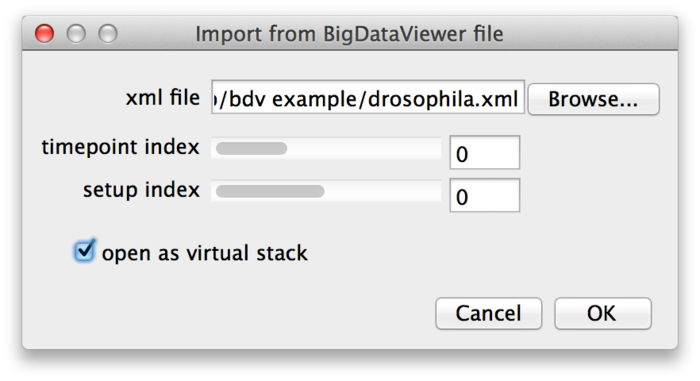 Import from BigDataViewer file
xml file /bdv example/drosophila.xml Browse...
timepoint index 0
setup index 0
open as virtual stack
Cancel OK